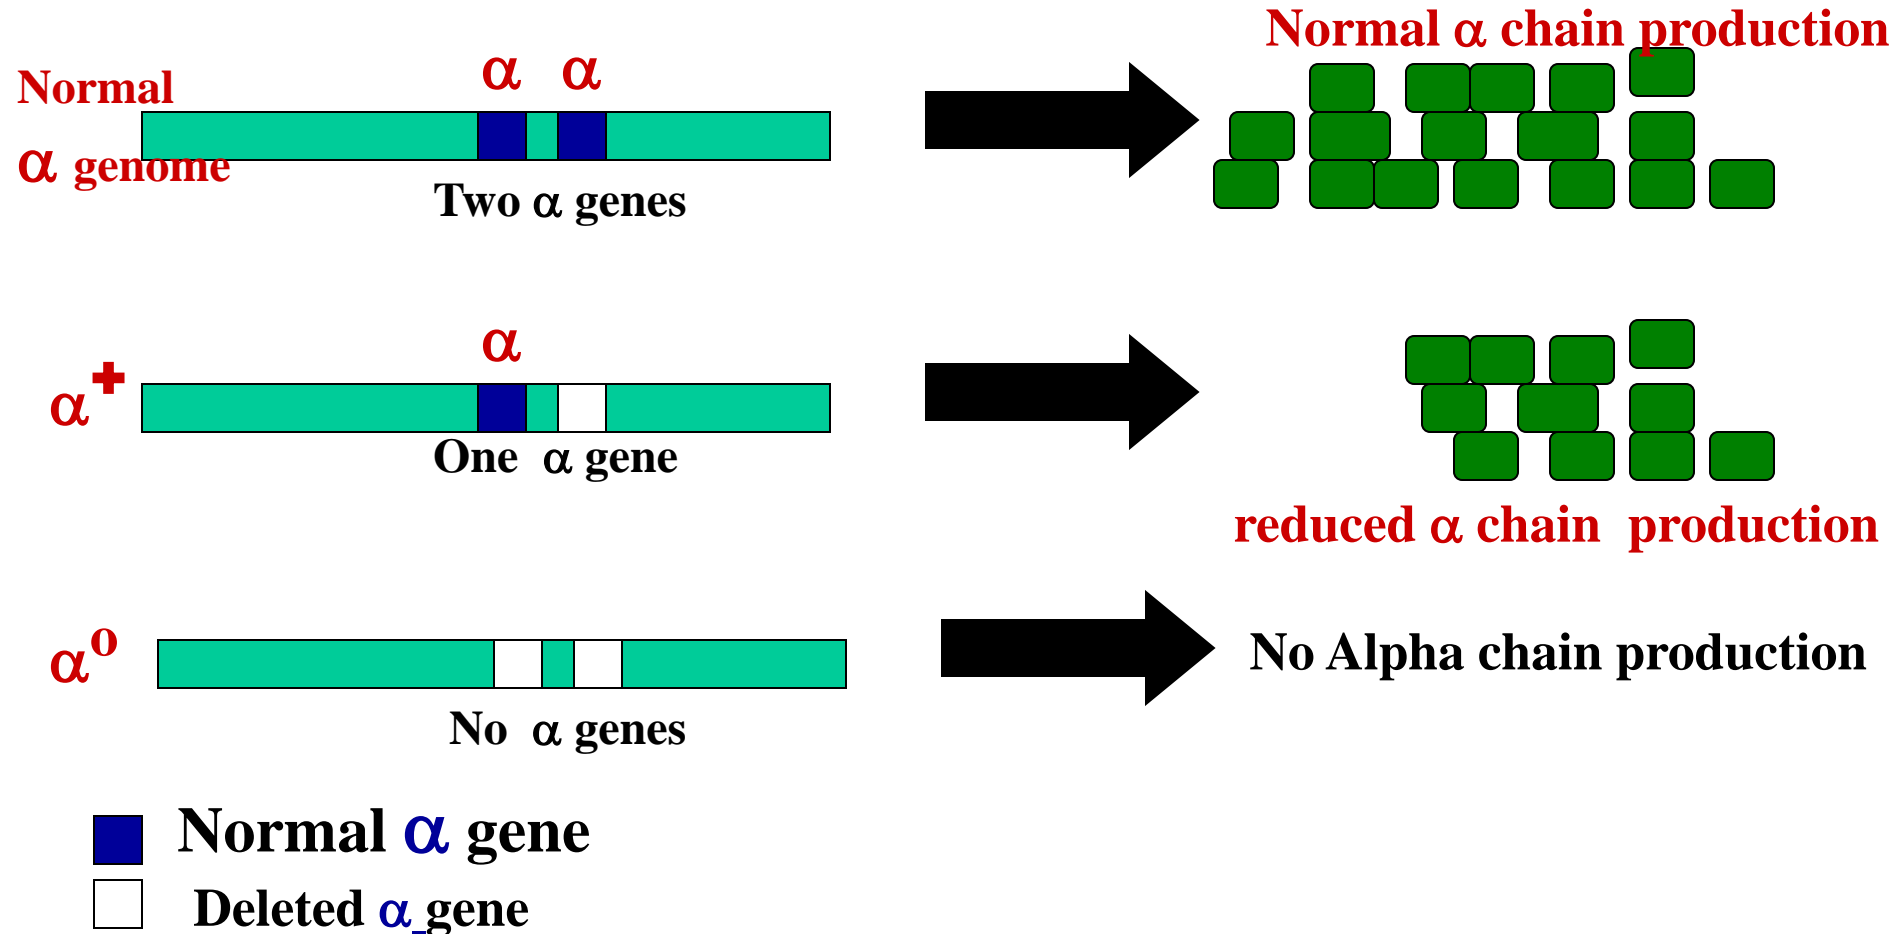 Normal α chain production
α α
Normal
α genome
Two α genes
α
α+
One α gene
reduced α chain production
αo
No Alpha chain production
No α genes
Normal α gene
Deleted α gene